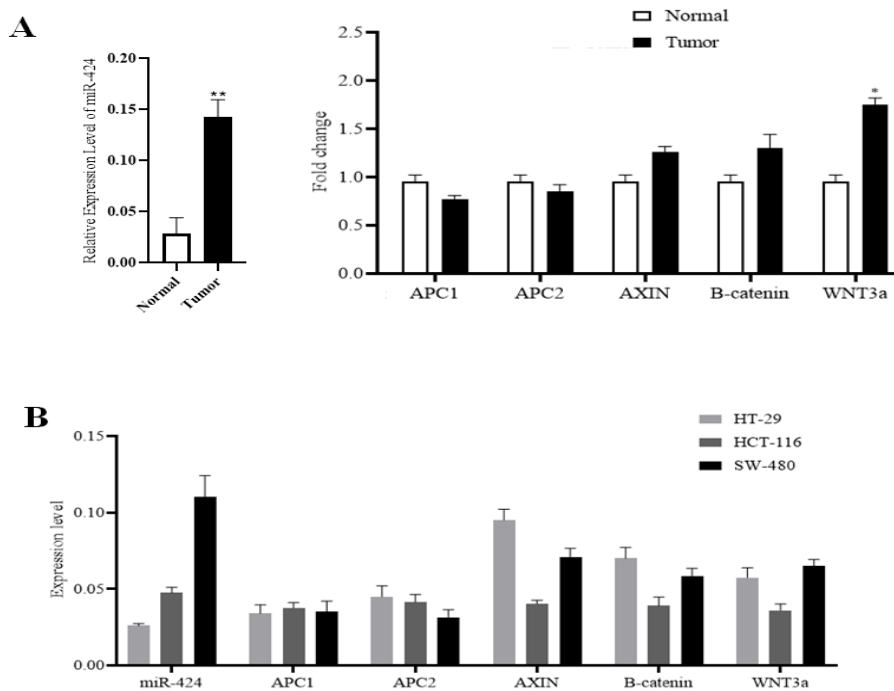 A
Relative Expression Level of miR-424
0.20
0.15
0.10
0.05
0.00
**
Normal
Tumor
Normal
Tumor
Fold change
2.5
2.0
1.5
1.0
0.5
0.0
*
APC1 APC2 AXIN B-catenin WNT3a
B
HT-29
HCT-116
SW-480
Expression level
0.15
0.10
0.05
0.00
miR-424 APC1 APC2 AXIN B-catenin WNT3a